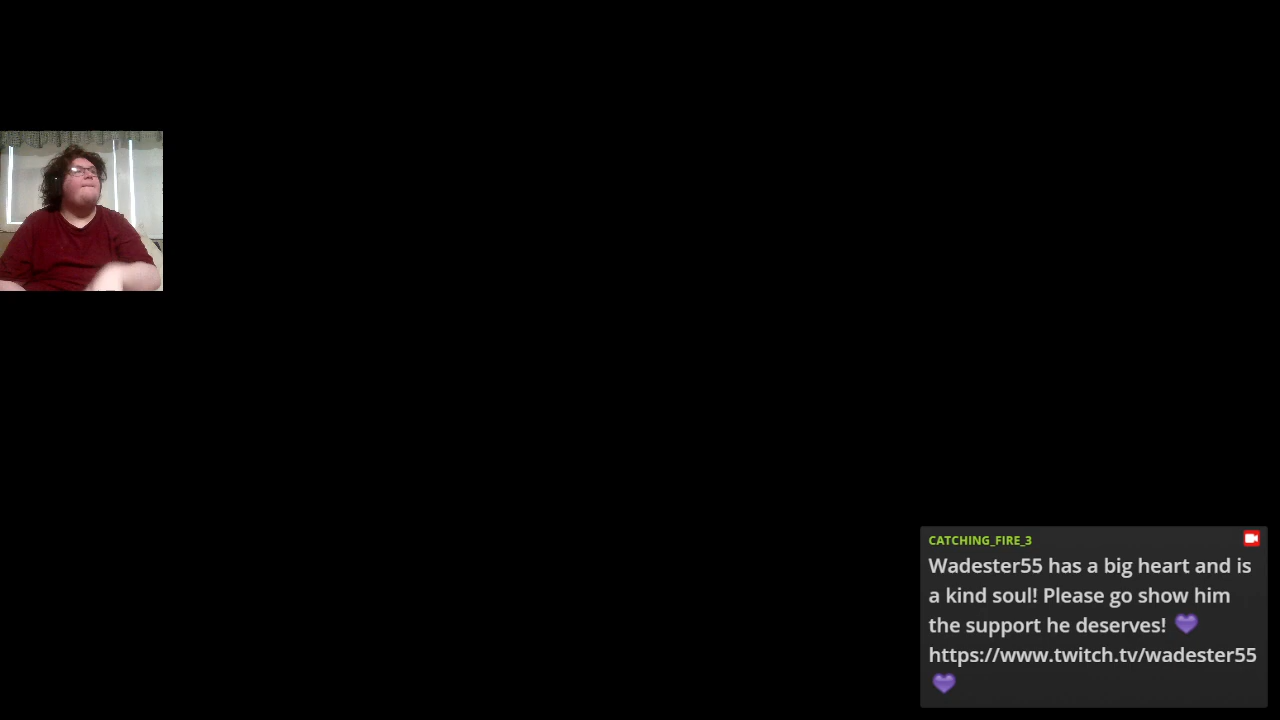 CATCHING_FIRE_3
Wadester55 has a big heart and is
a kind soul! Please go show him
the support he deserves! 💜
https://www.twitch.tv/wadester55
💜